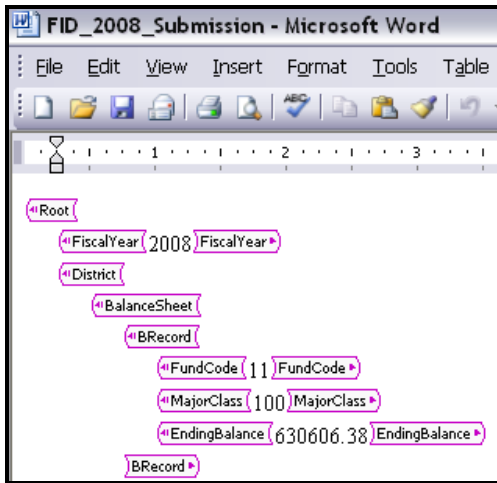 FID_2008_Submission - Microsoft Word
File Edit View Insert Format Tools Table
1 2 3
Root
FiscalYear 2008 FiscalYear
District
BalanceSheet
BRecord
FundCode 11 FundCode
MajorClass 100 MajorClass
EndingBalance 630606.38 EndingBalance
BRecord